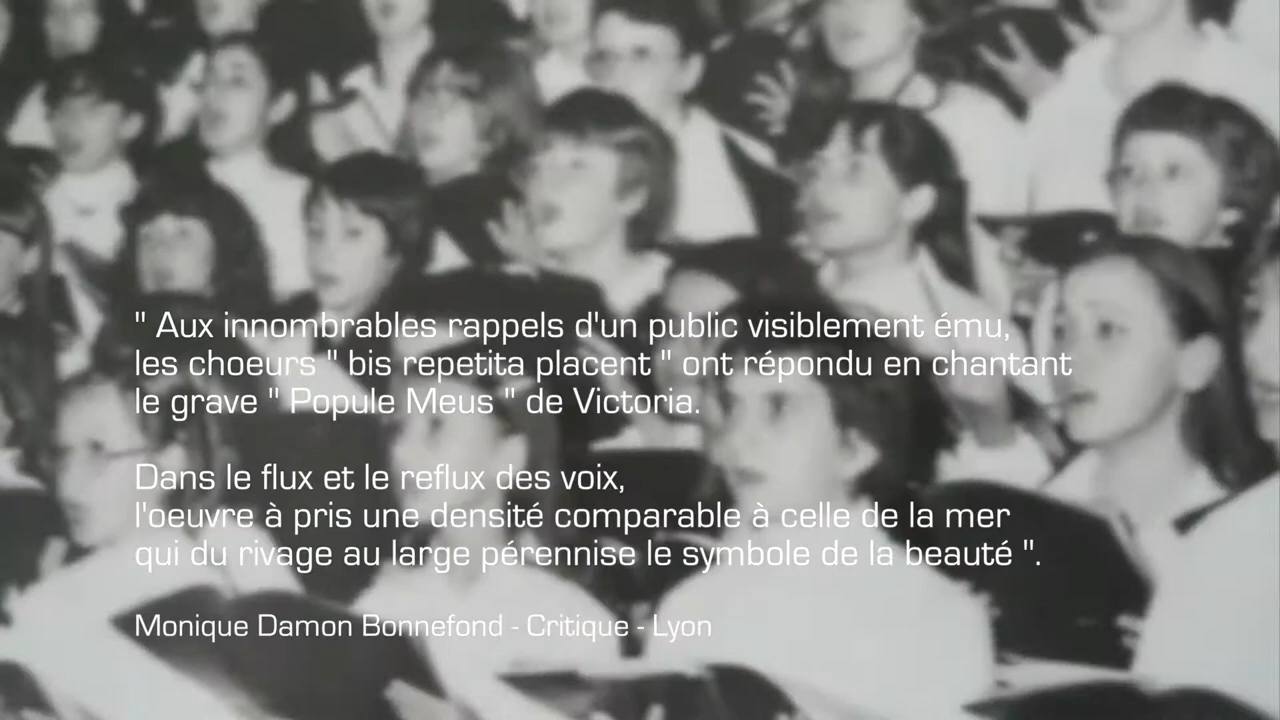 " Aux innombrables rappels d'un public visiblement ému,
les choeurs " bis repetita placent " ont répondu en chantant
le grave " Popule Meus " de Victoria.
Dans le flux et le reflux des voix,
l'oeuvre à pris une densité comparable à celle de la mer
qui du rivage au large pérennise le symbole de la beauté ".
Monique Damon Bonnefond - Critique - Lyon